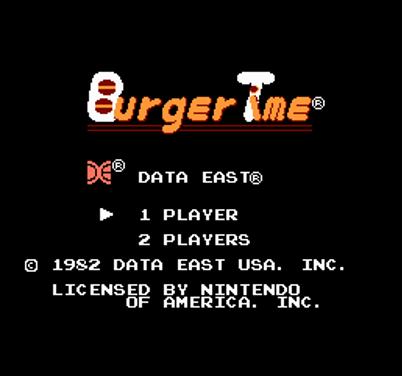 BurgerTime®
® DATA EAST®
1 PLAYER
2 PLAYERS
© 1982 DATA EAST USA. INC.
LICENSED BY NINTENDO
OF AMERICA. INC.